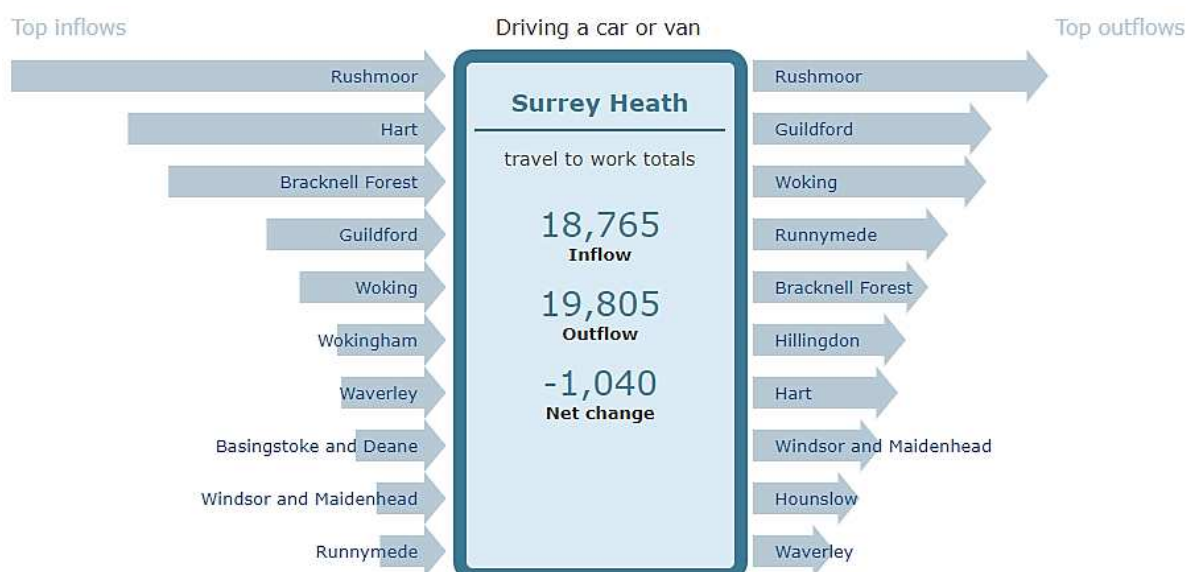 Top inflows
Driving a car or van
Top outflows
Rushmoor
Hart
Bracknell Forest
Guildford
Woking
Wokingham
Waverley
Basingstoke and Deane
Windsor and Maidenhead
Runnymede
Surrey Heath
travel to work totals
18,765
Inflow
19,805
Outflow
-1,040
Net change
Rushmoor
Guildford
Woking
Runnymede
Bracknell Forest
Hillingdon
Hart
Windsor and Maidenhead
Hounslow
Waverley